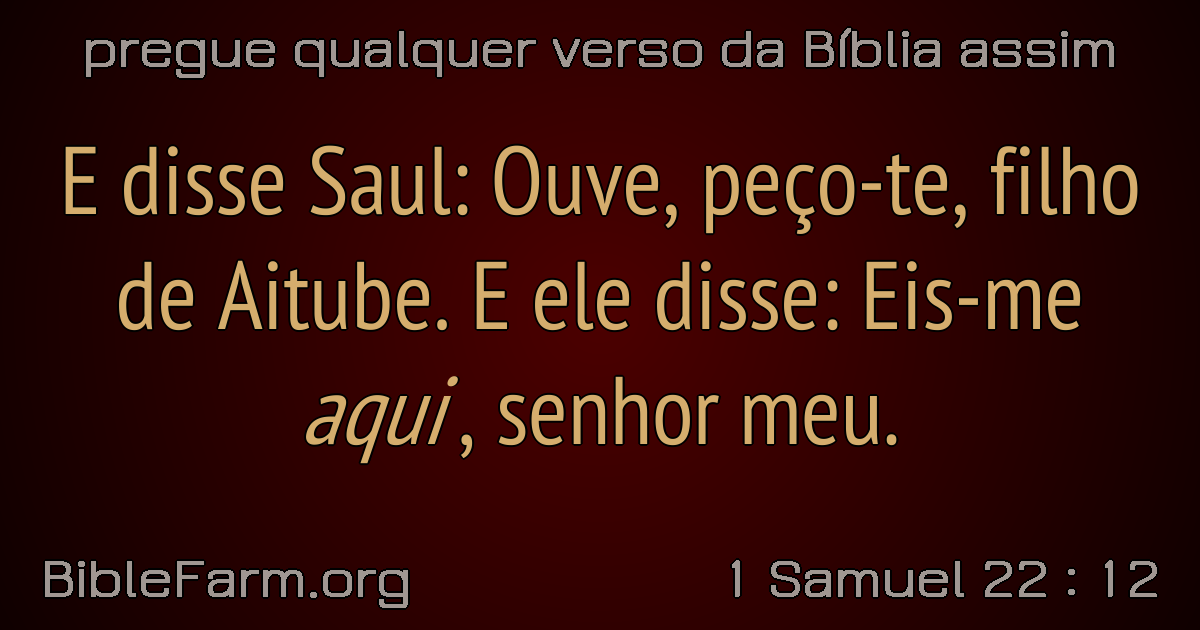 pregue qualquer verso da Bíblia assim
E disse Saul: Ouve, peço-te, filho
de Aitube. E ele disse: Eis-me
aqui, senhor meu.
BibleFarm.org
1 Samuel 22 : 12